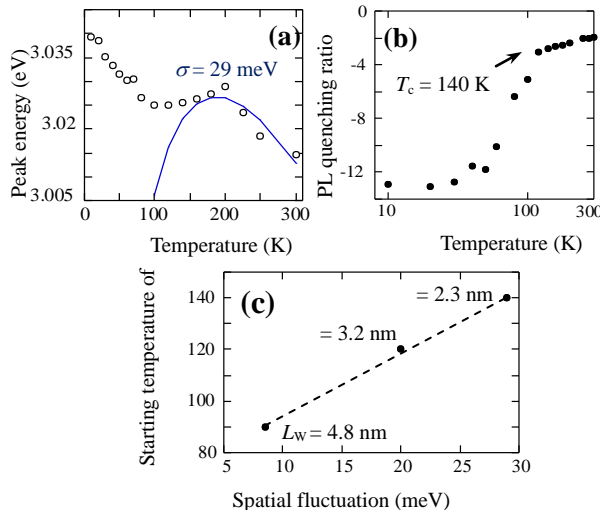 (a)
σ = 29 meV
Peak energy (eV)
3.035
3.02
3.005
0
100
200
300
Temperature (K)
(b)
T_c = 140 K
PL quenching ratio
0
-4
-8
-12
10
100
300
Temperature (K)
(c)
= 2.3 nm
= 3.2 nm
L_W = 4.8 nm
Starting temperature of
140
120
100
80
5
10
15
20
25
30
Spatial fluctuation (meV)